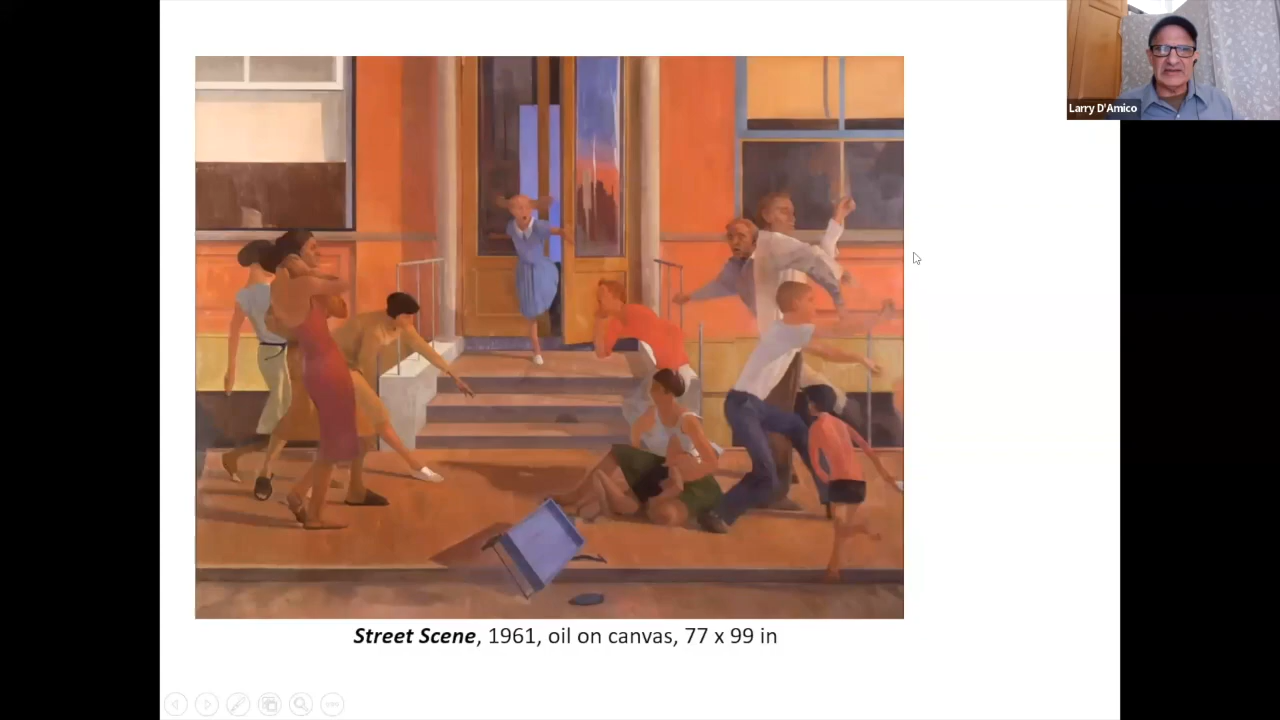 Larry D'Amico
Street Scene, 1961, oil on canvas, 77 x 99 in